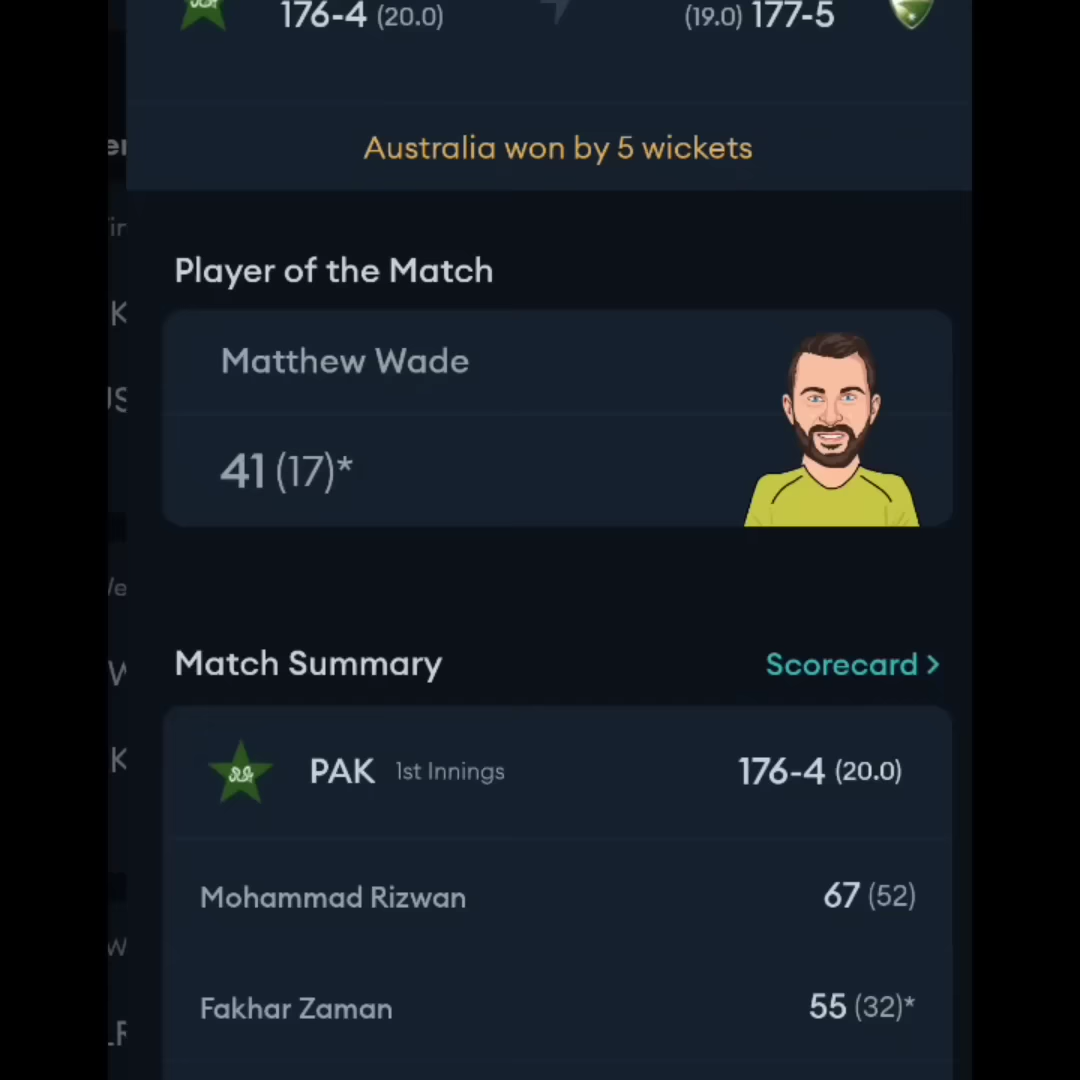 176-4 (20.0) (19.0) 177-5
Australia won by 5 wickets
Player of the Match
Matthew Wade
41 (17)*
Match Summary Scorecard >
PAK 1st Innings 176-4 (20.0)
Mohammad Rizwan 67 (52)
Fakhar Zaman 55 (32)*